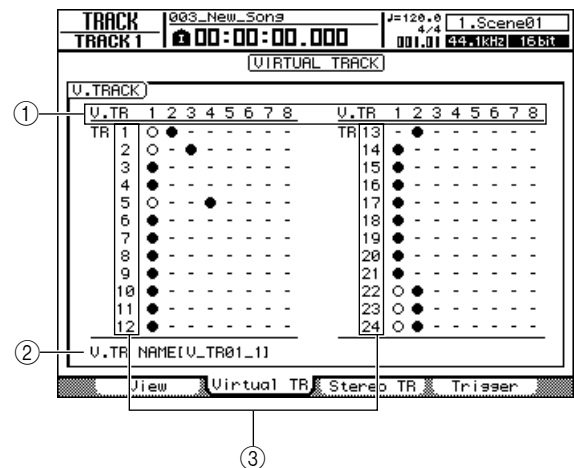 TRACK
TRACK 1
003_New_Song
00:00:00.000
♩=120.0
4/4
001.01
1.Scene01
44.1kHz 16bit
VIRTUAL TRACK
V.TRACK
① V.TR 1 2 3 4 5 6 7 8 V.TR 1 2 3 4 5 6 7 8
TR 1 ○ ● - - - - - - TR 13 - ● - - - - - -
2 ○ - ● - - - - - 14 ● - - - - - - -
3 ● - - - - - - - 15 ● - - - - - - -
4 ● - - - - - - - 16 ● - - - - - - -
5 ○ - - ● - - - - 17 ● - - - - - - -
6 ● - - - - - - - 18 ● - - - - - - -
7 ● - - - - - - - 19 ● - - - - - - -
8 ● - - - - - - - 20 ● - - - - - - -
9 ● - - - - - - - 21 ● - - - - - - -
10 ● - - - - - - - 22 ○ ● - - - - - -
11 ● - - - - - - - 23 ○ ● - - - - - -
12 ● - - - - - - - 24 ○ ● - - - - - -
② V.TR NAME[V_TR01_1]
View Virtual TR Stereo TR Trigger
③